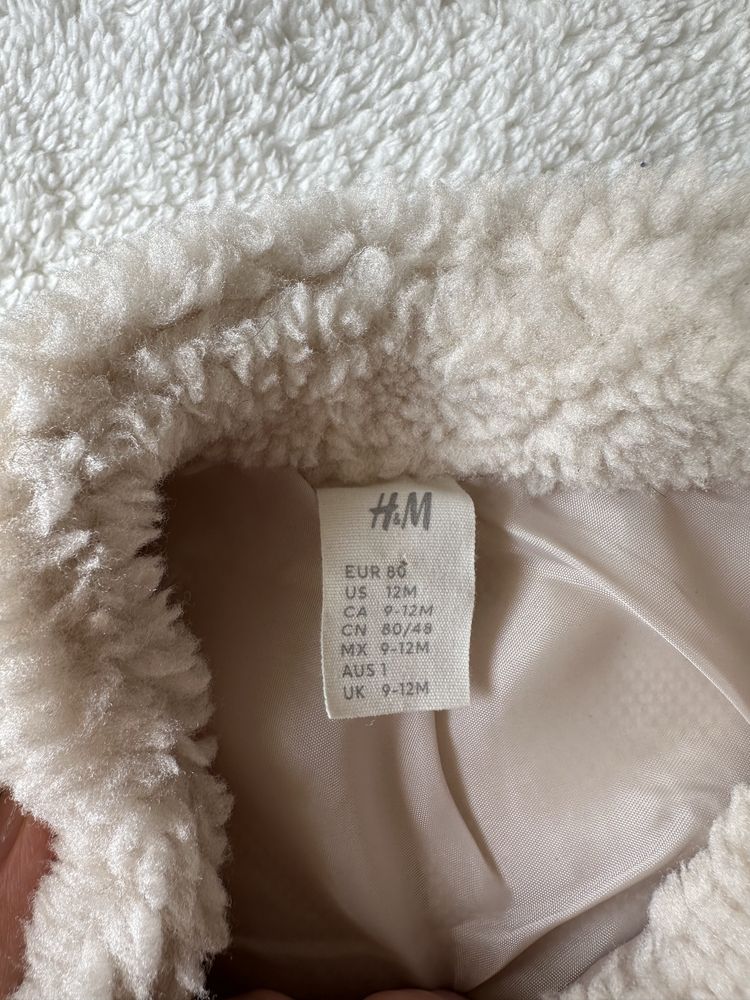 H&M
EUR 80
US 12M
CA 9-12M
CN 80/48
MX 9-12M
AUS 1
UK 9-12M